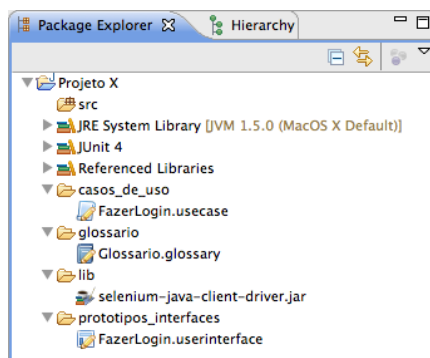 Package Explorer Hierarchy
Projeto X
src
JRE System Library [JVM 1.5.0 (MacOS X Default)]
JUnit 4
Referenced Libraries
casos_de_uso
FazerLogin.usecase
glossario
Glossario.glossary
lib
selenium-java-client-driver.jar
prototipos_interfaces
FazerLogin.userinterface